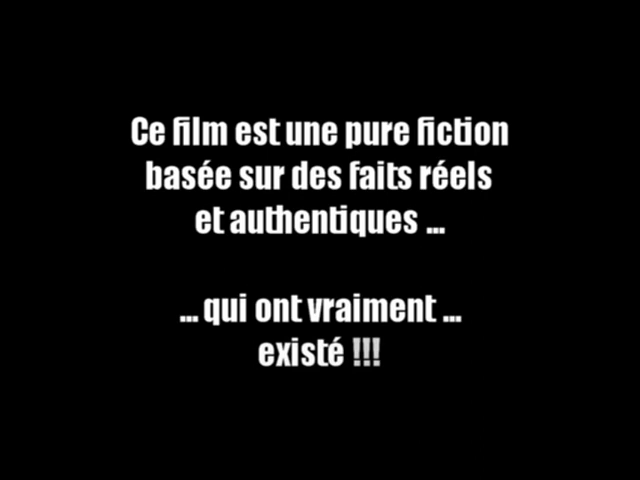 Ce film est une pure fiction
basée sur des faits réels
et authentiques ...
... qui ont vraiment ...
existé !!!